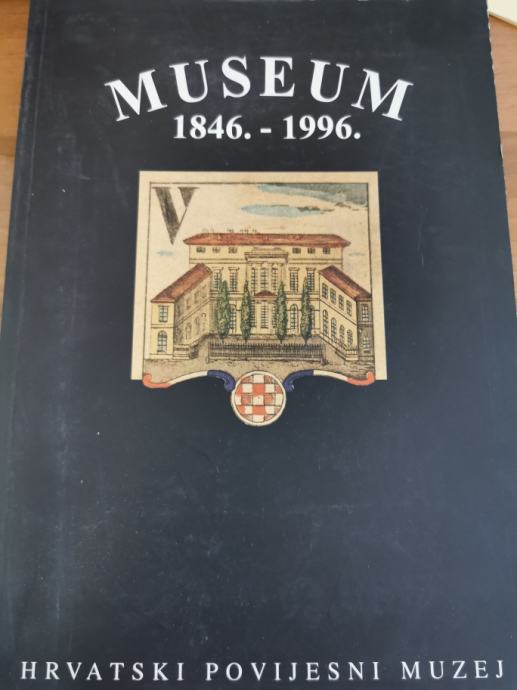 MUSEUM
1846. - 1996.
V
HRVATSKI POVIJESNI MUZEJ